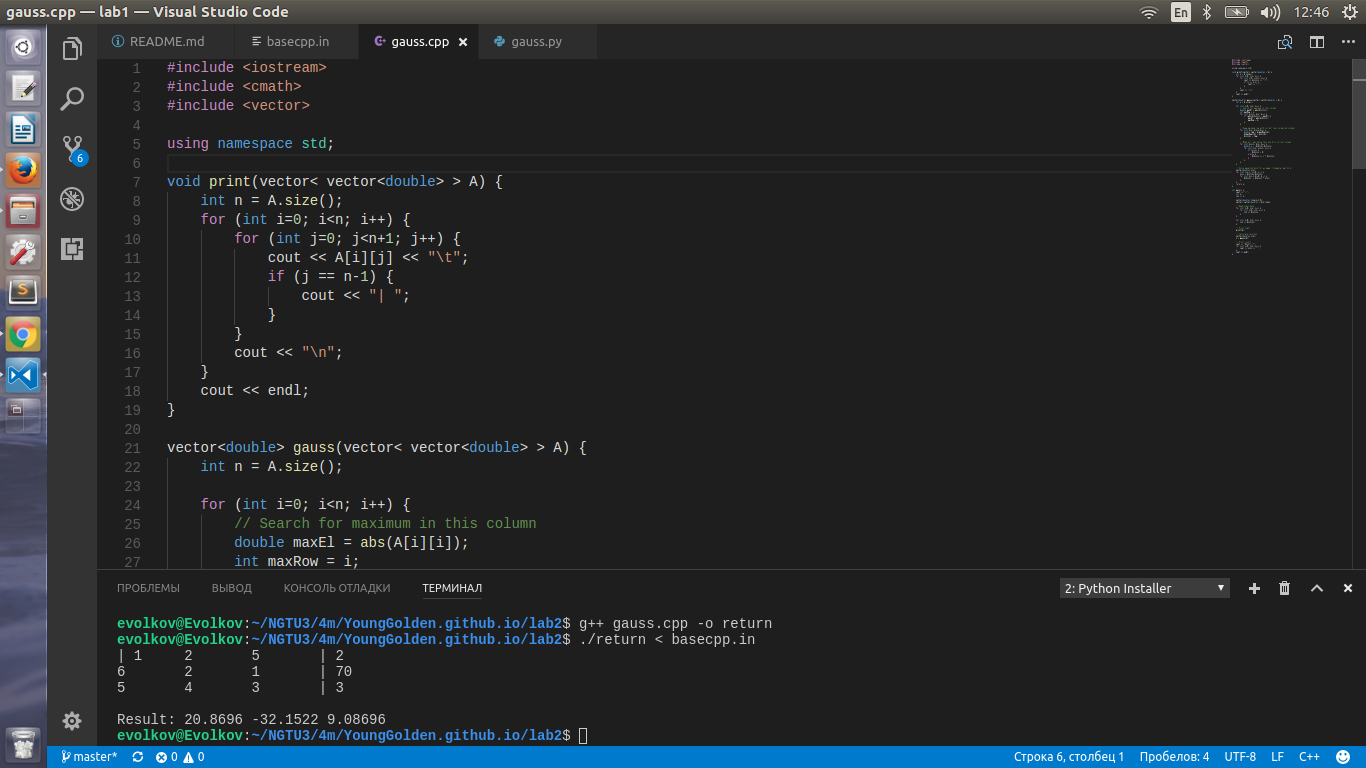 gauss.cpp — lab1 — Visual Studio Code
En
12:46
README.md
basecpp.in
gauss.cpp
gauss.py
1 #include <iostream>
2 #include <cmath>
3 #include <vector>
4
5 using namespace std;
6
7 void print(vector< vector<double> > A) {
8     int n = A.size();
9     for (int i=0; i<n; i++) {
10         for (int j=0; j<n+1; j++) {
11             cout << A[i][j] << "\t";
12             if (j == n-1) {
13                 cout << "| ";
14             }
15         }
16         cout << "\n";
17     }
18     cout << endl;
19 }
20
21 vector<double> gauss(vector< vector<double> > A) {
22     int n = A.size();
23
24     for (int i=0; i<n; i++) {
25         // Search for maximum in this column
26         double maxEl = abs(A[i][i]);
27         int maxRow = i;
6
ПРОБЛЕМЫ ВЫВОД КОНСОЛЬ ОТЛАДКИ ТЕРМИНАЛ
2: Python Installer
evolkov@Evolkov:~/NGTU3/4m/YoungGolden.github.io/lab2$ g++ gauss.cpp -o return
evolkov@Evolkov:~/NGTU3/4m/YoungGolden.github.io/lab2$ ./return < basecpp.in
| 1 2 5 | 2
6 2 1 | 70
5 4 3 | 3
Result: 20.8696 -32.1522 9.08696
evolkov@Evolkov:~/NGTU3/4m/YoungGolden.github.io/lab2$
master* 0 0
Строка 6, столбец 1 Пробелов: 4 UTF-8 LF C++